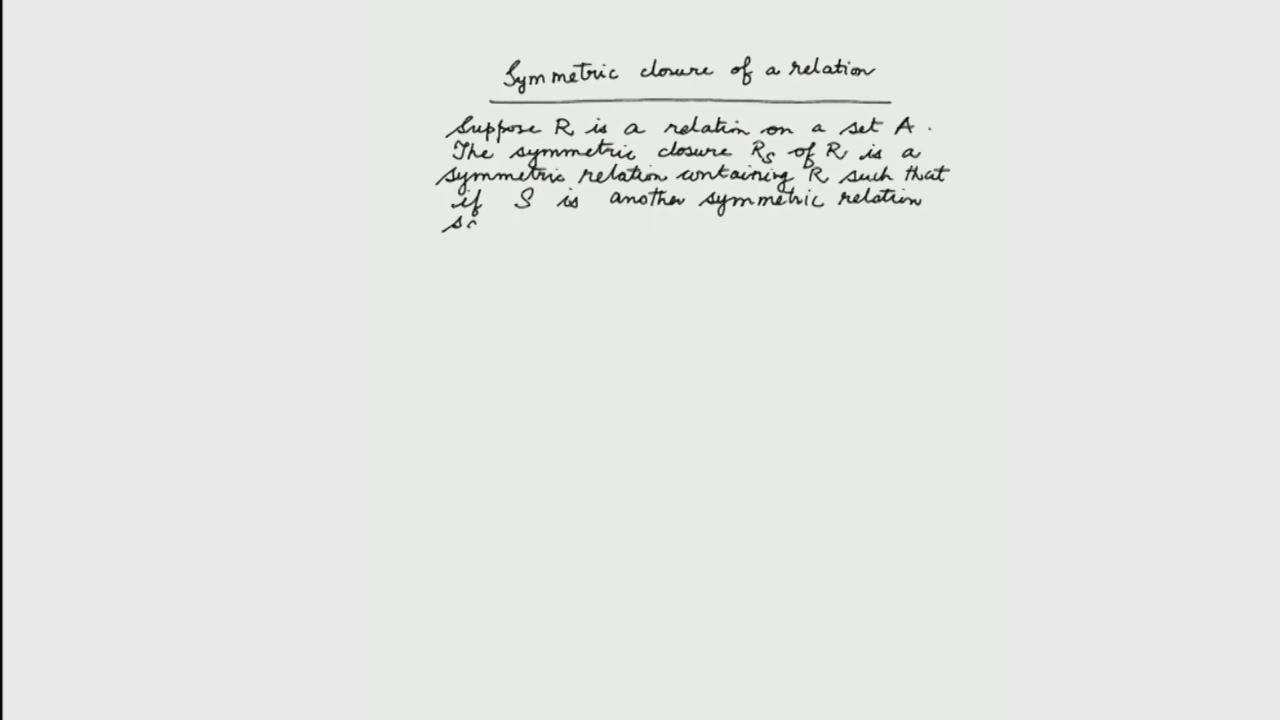 Symmetric closure of a relation
Suppose R is a relation on a set A.
The symmetric closure Rs of R is a
symmetric relation containing R such that
if S is another symmetric relation